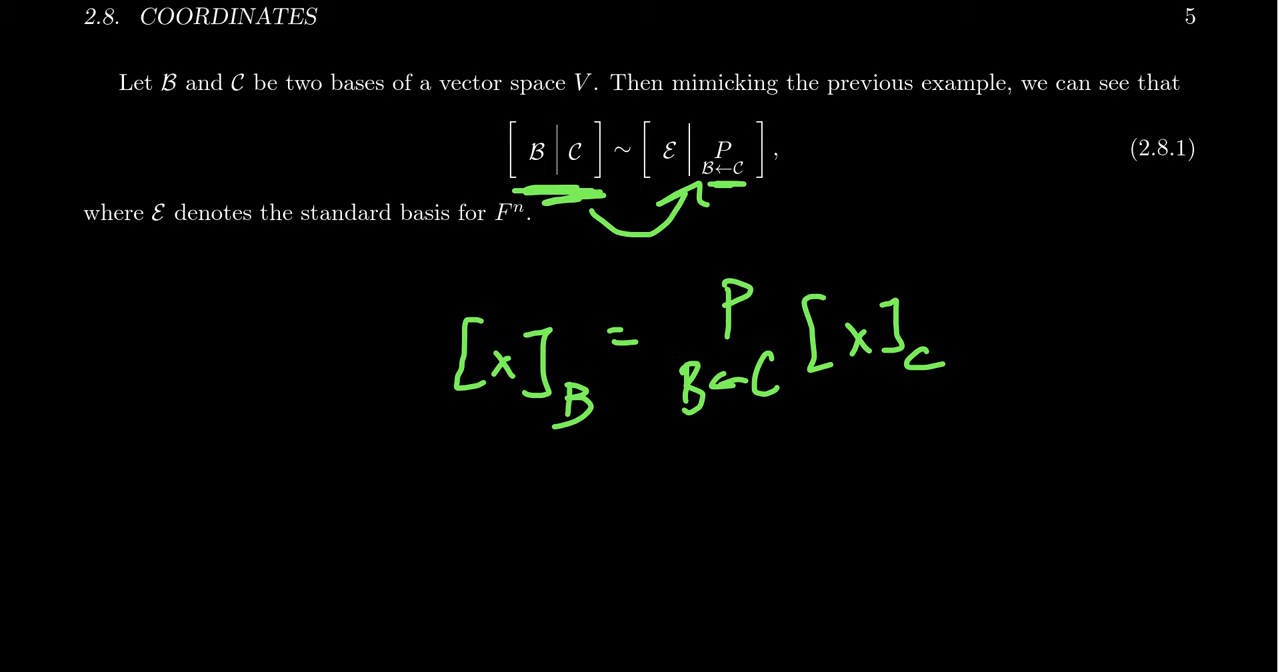 2.8. COORDINATES 5
Let ℬ and 𝒞 be two bases of a vector space V. Then mimicking the previous example, we can see that
[ ℬ | 𝒞 ] ~ [ ℰ | P ℬ←𝒞 ], (2.8.1)
where ℰ denotes the standard basis for Fⁿ.
[x]_B = P B←C [x]_C